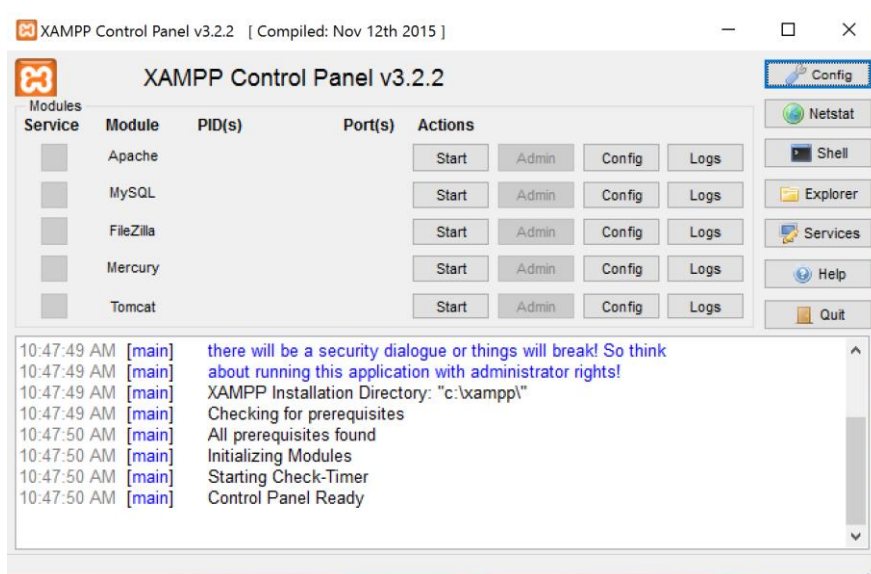 XAMPP Control Panel v3.2.2 [ Compiled: Nov 12th 2015 ]
XAMPP Control Panel v3.2.2
Config
Modules
Service Module PID(s) Port(s) Actions
Netstat
Apache Start Admin Config Logs
Shell
MySQL Start Admin Config Logs
Explorer
FileZilla Start Admin Config Logs
Services
Mercury Start Admin Config Logs
Help
Tomcat Start Admin Config Logs
Quit
10:47:49 AM [main] there will be a security dialogue or things will break! So think
10:47:49 AM [main] about running this application with administrator rights!
10:47:49 AM [main] XAMPP Installation Directory: "c:\xampp\"
10:47:49 AM [main] Checking for prerequisites
10:47:50 AM [main] All prerequisites found
10:47:50 AM [main] Initializing Modules
10:47:50 AM [main] Starting Check-Timer
10:47:50 AM [main] Control Panel Ready